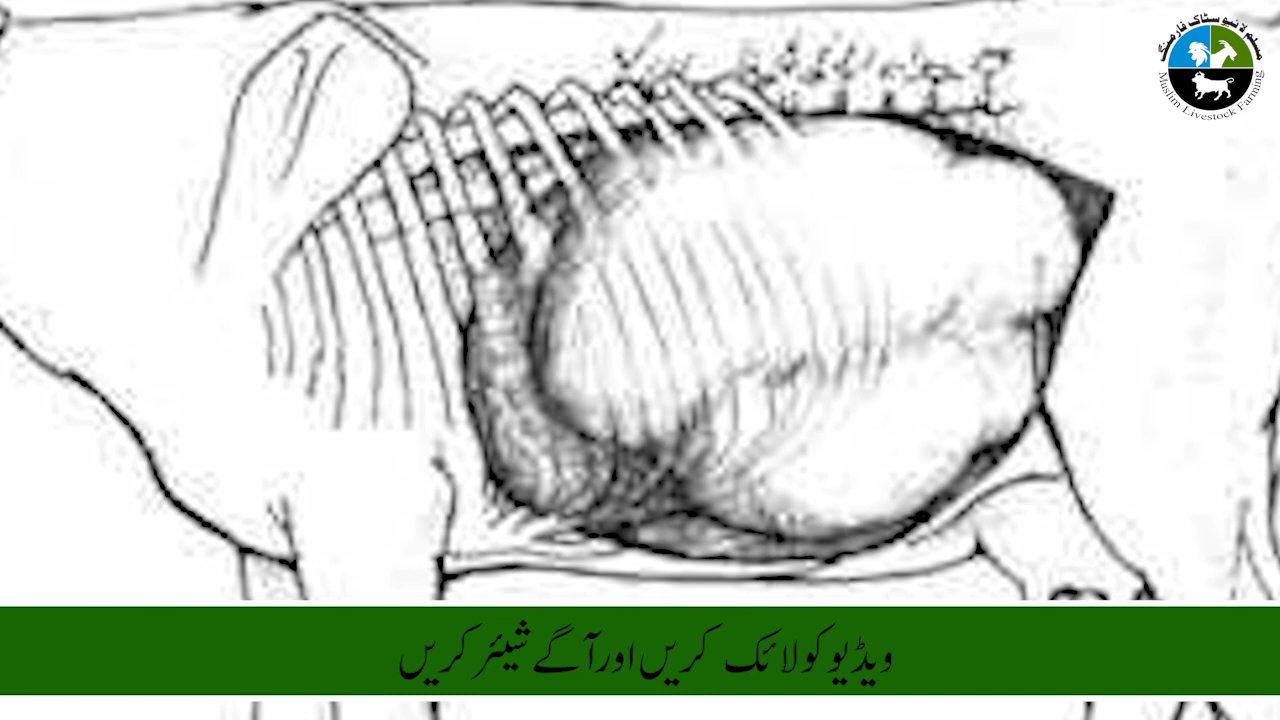 مسلم لائیو سٹاک فارمنگ
Muslim Livestock Farming
ویڈیو کو لائک کریں اور آگے شیئر کریں